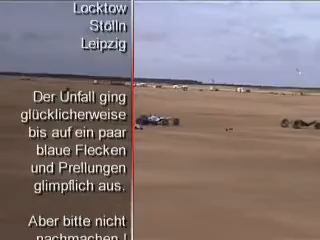 Locktow
Stölln
Leipzig
Der Unfall ging
glücklicherweise
bis auf ein paar
blaue Flecken
und Prellungen
glimpflich aus.
Aber bitte nicht
nachmachen !